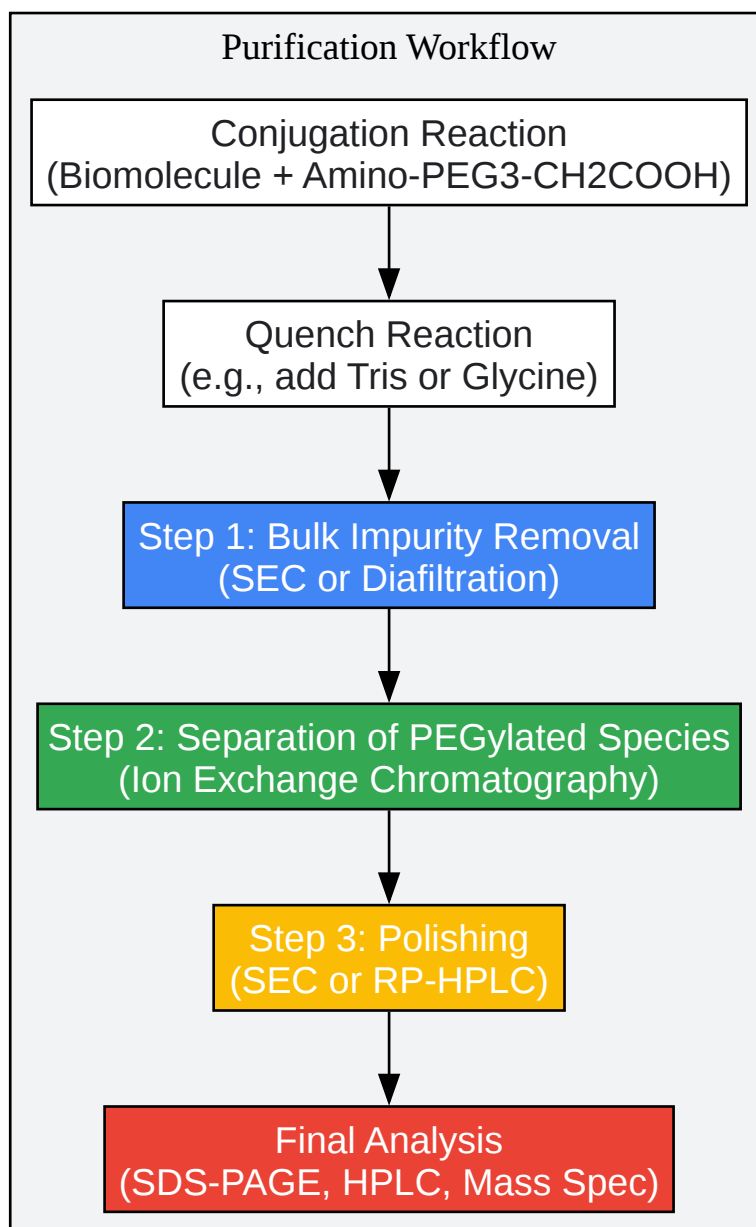 Purification Workflow
Conjugation Reaction
(Biomolecule + Amino-PEG3-CH2COOH)
Quench Reaction
(e.g., add Tris or Glycine)
Step 1: Bulk Impurity Removal
(SEC or Diafiltration)
Step 2: Separation of PEGylated Species
(Ion Exchange Chromatography)
Step 3: Polishing
(SEC or RP-HPLC)
Final Analysis
(SDS-PAGE, HPLC, Mass Spec)